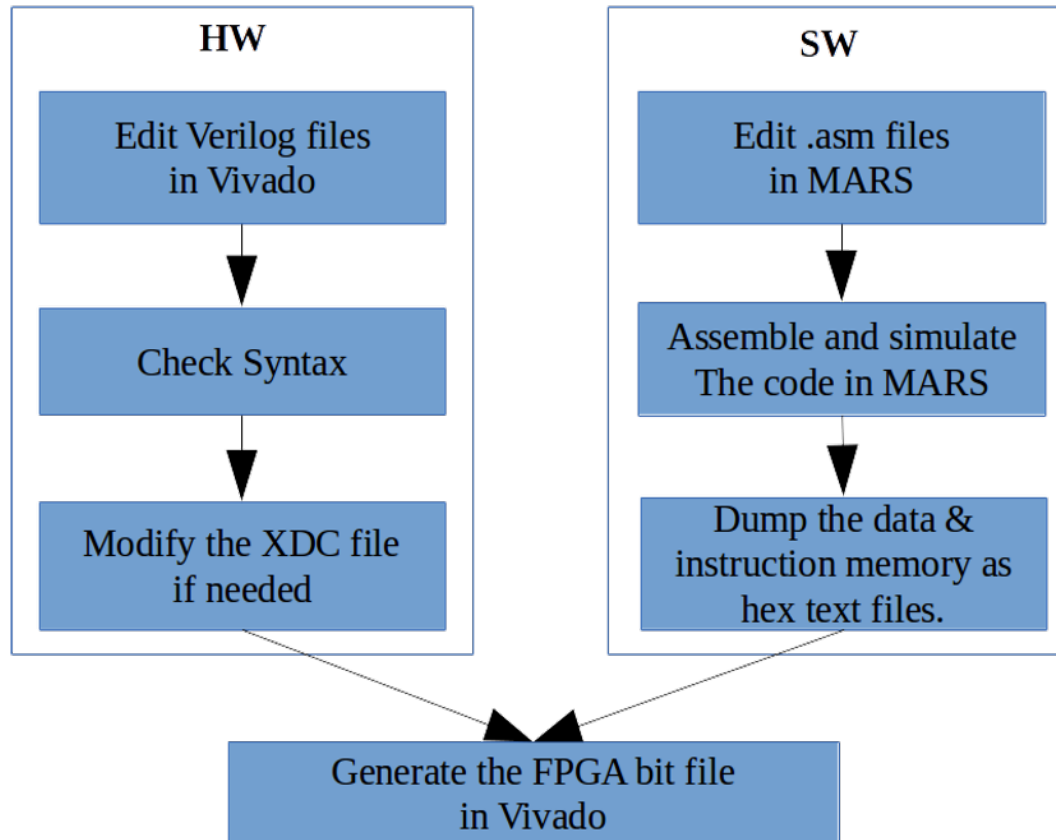 HW
Edit Verilog files
in Vivado
Check Syntax
Modify the XDC file
if needed
SW
Edit .asm files
in MARS
Assemble and simulate
The code in MARS
Dump the data &
instruction memory as
hex text files.
Generate the FPGA bit file
in Vivado